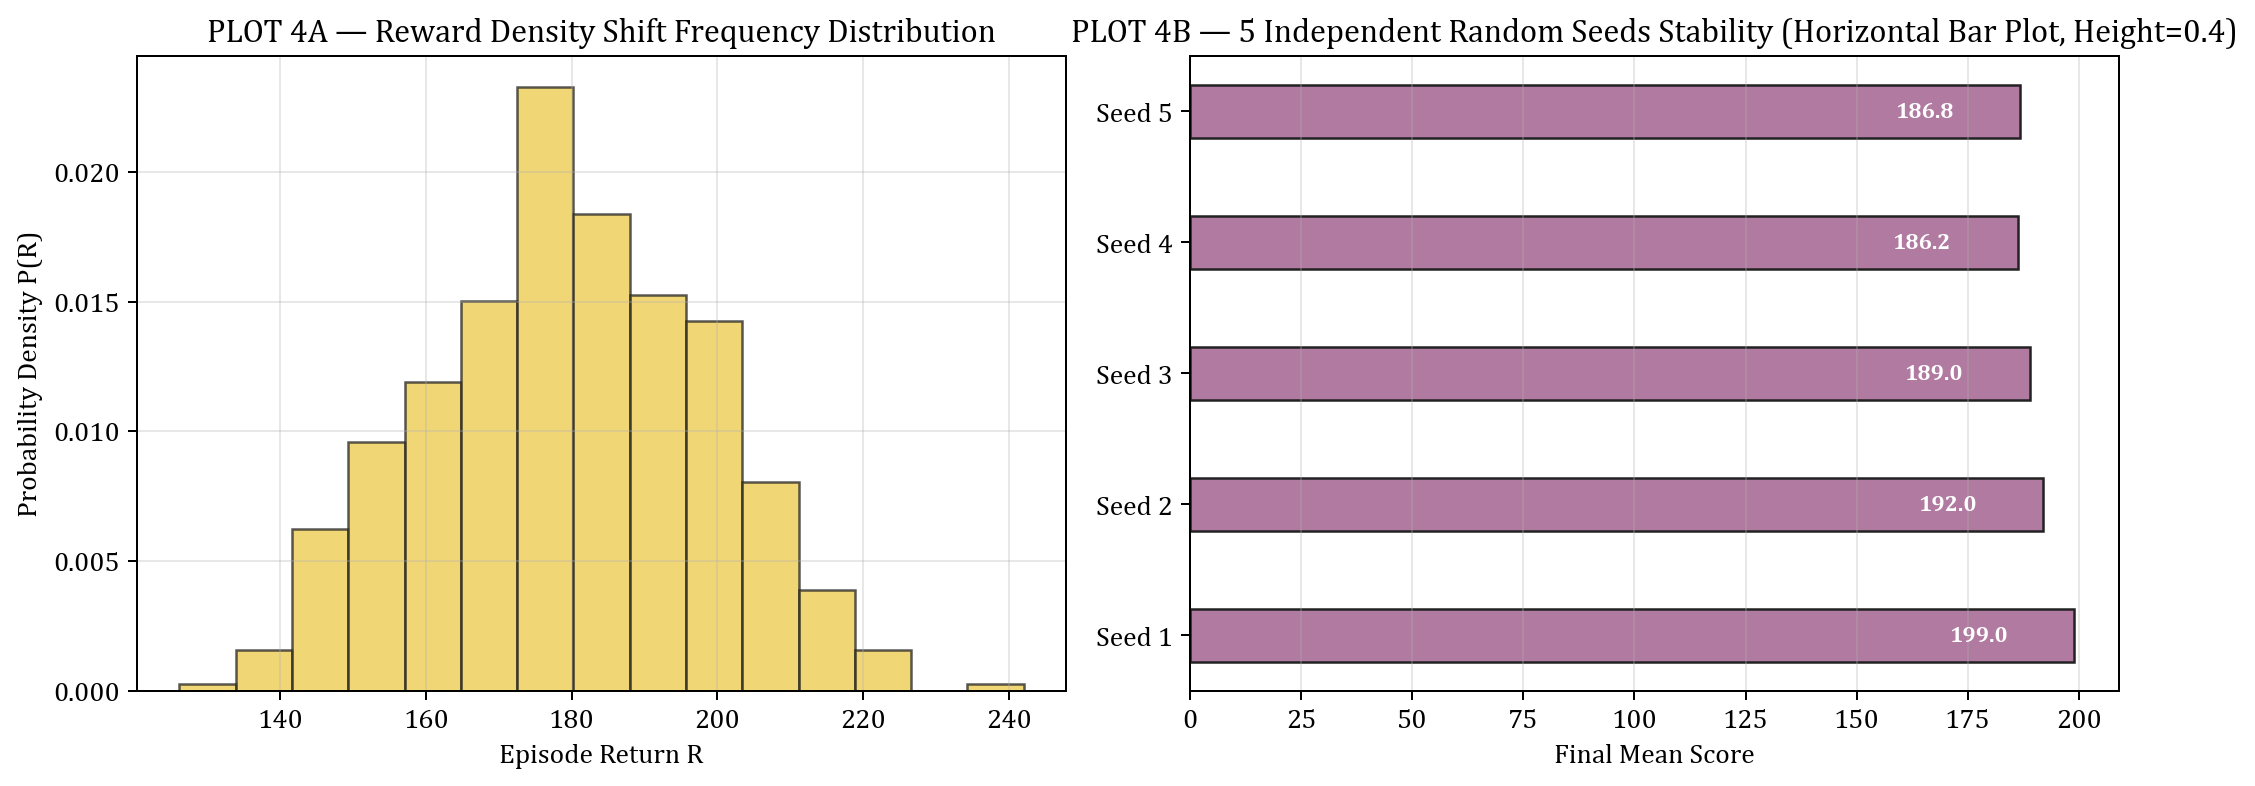 PLOT 4A — Reward Density Shift Frequency Distribution
Probability Density P(R)
0.020
0.015
0.010
0.005
0.000
140 160 180 200 220 240
Episode Return R
PLOT 4B — 5 Independent Random Seeds Stability (Horizontal Bar Plot, Height=0.4)
Seed 5 186.8
Seed 4 186.2
Seed 3 189.0
Seed 2 192.0
Seed 1 199.0
0 25 50 75 100 125 150 175 200
Final Mean Score